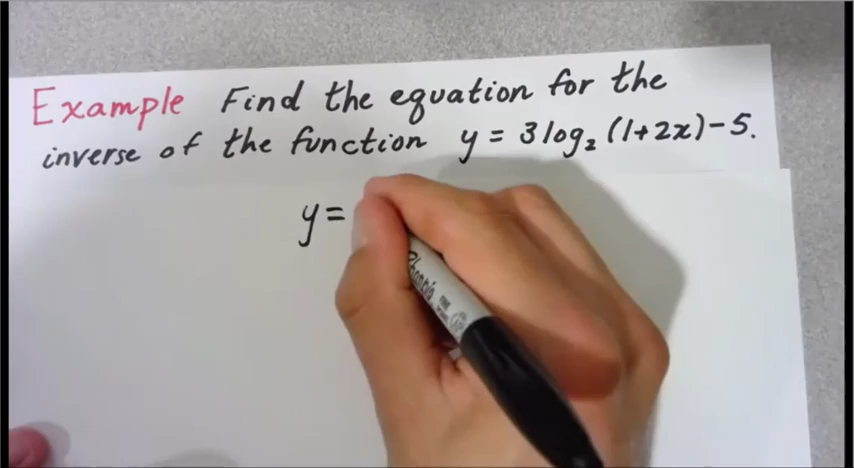 Example Find the equation for the
inverse of the function y = 3log₂(1+2x)-5.
y=